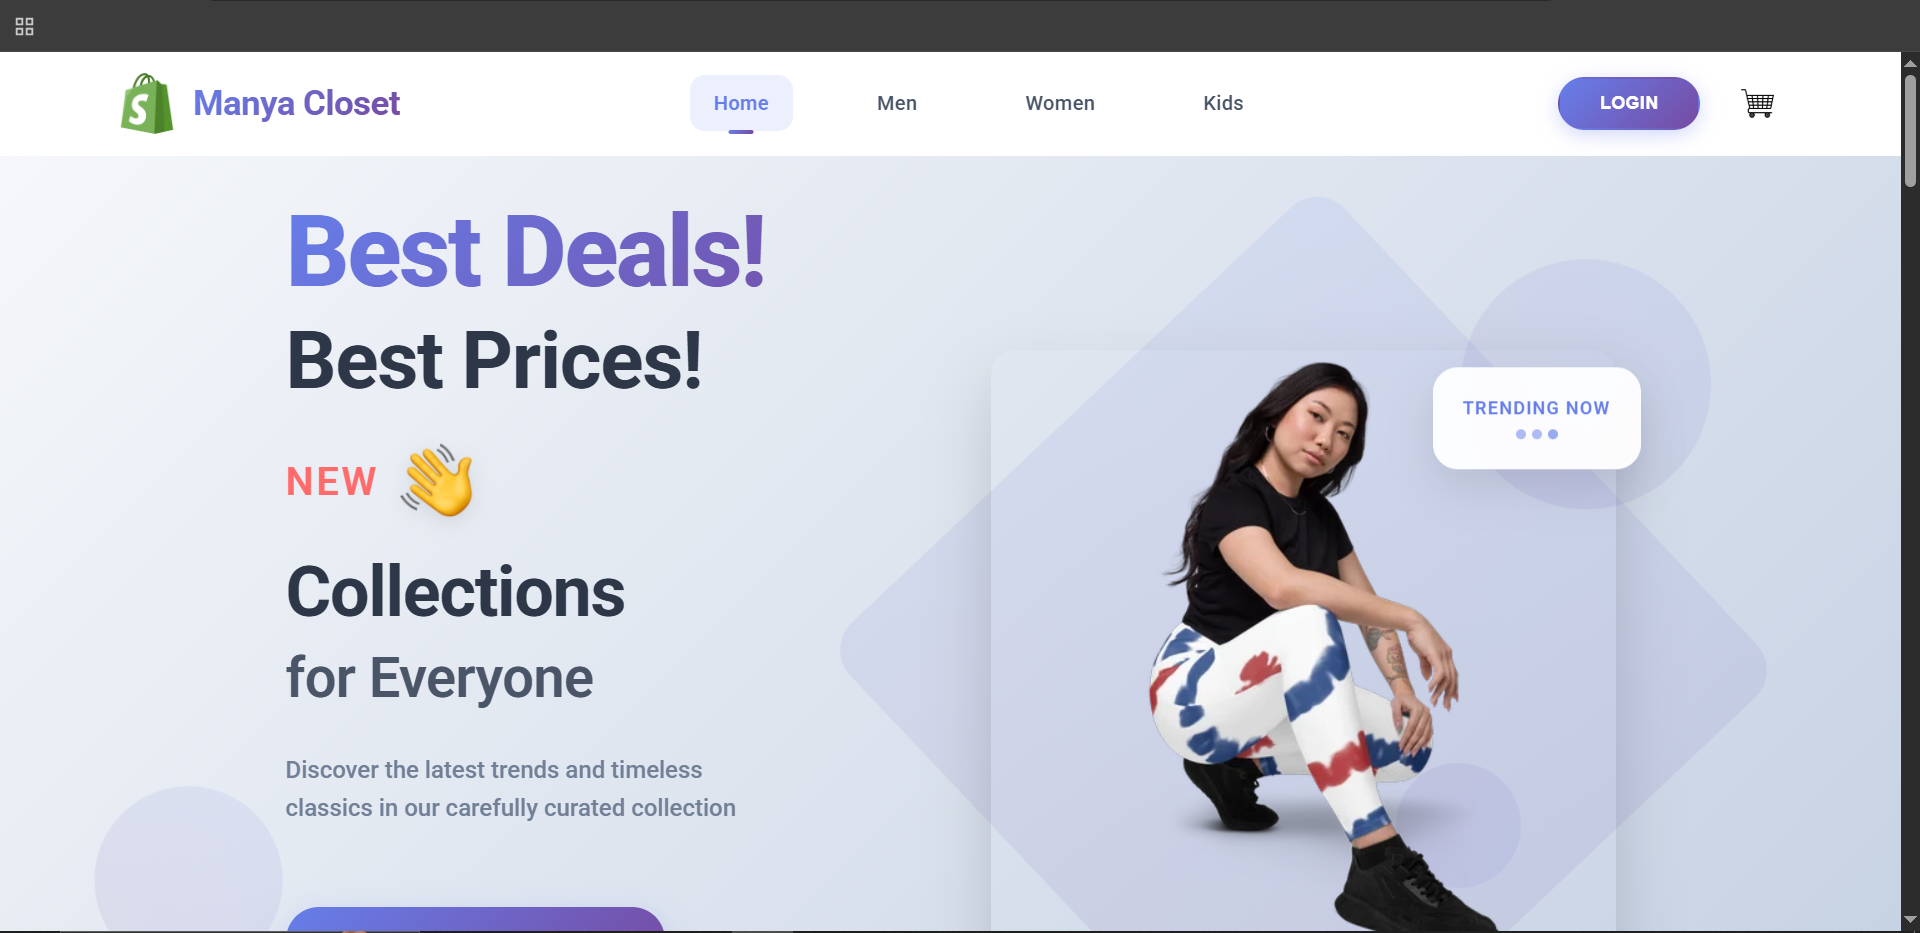 Manya Closet
Home
Men
Women
Kids
LOGIN
Best Deals!
Best Prices!
NEW
Collections
for Everyone
Discover the latest trends and timeless
classics in our carefully curated collection
TRENDING NOW